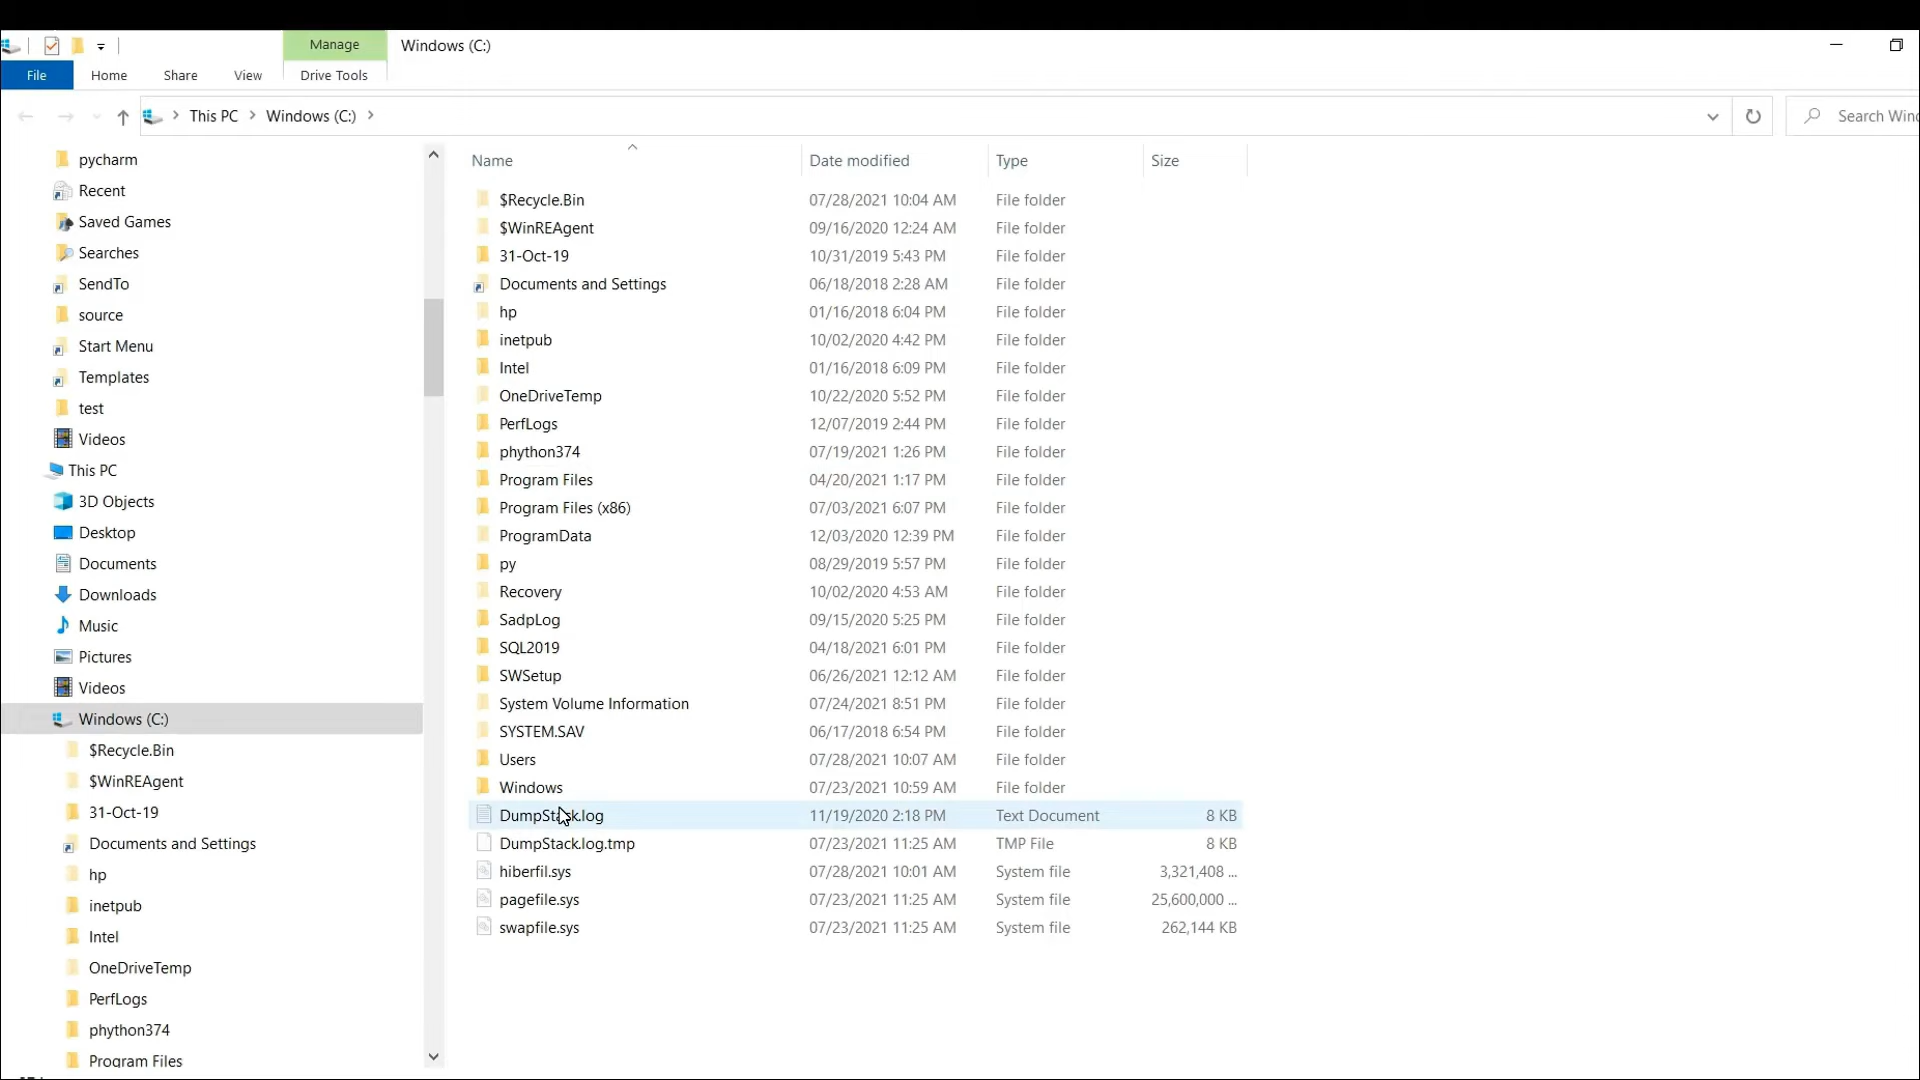 Manage
Windows (C:)
File
Home
Share
View
Drive Tools
This PC
Windows (C:)
Search Wind
pycharm
Recent
Saved Games
Searches
SendTo
source
Start Menu
Templates
test
Videos
This PC
3D Objects
Desktop
Documents
Downloads
Music
Pictures
Videos
Windows (C:)
$Recycle.Bin
$WinREAgent
31-Oct-19
Documents and Settings
hp
inetpub
Intel
OneDriveTemp
PerfLogs
phython374
Program Files
Name Date modified Type Size
$Recycle.Bin 07/28/2021 10:04 AM File folder
$WinREAgent 09/16/2020 12:24 AM File folder
31-Oct-19 10/31/2019 5:43 PM File folder
Documents and Settings 06/18/2018 2:28 AM File folder
hp 01/16/2018 6:04 PM File folder
inetpub 10/02/2020 4:42 PM File folder
Intel 01/16/2018 6:09 PM File folder
OneDriveTemp 10/22/2020 5:52 PM File folder
PerfLogs 12/07/2019 2:44 PM File folder
phython374 07/19/2021 1:26 PM File folder
Program Files 04/20/2021 1:17 PM File folder
Program Files (x86) 07/03/2021 6:07 PM File folder
ProgramData 12/03/2020 12:39 PM File folder
py 08/29/2019 5:57 PM File folder
Recovery 10/02/2020 4:53 AM File folder
SadpLog 09/15/2020 5:25 PM File folder
SQL2019 04/18/2021 6:01 PM File folder
SWSetup 06/26/2021 12:12 AM File folder
System Volume Information 07/24/2021 8:51 PM File folder
SYSTEM.SAV 06/17/2018 6:54 PM File folder
Users 07/28/2021 10:07 AM File folder
Windows 07/23/2021 10:59 AM File folder
DumpStack.log 11/19/2020 2:18 PM Text Document 8 KB
DumpStack.log.tmp 07/23/2021 11:25 AM TMP File 8 KB
hiberfil.sys 07/28/2021 10:01 AM System file 3,321,408 ...
pagefile.sys 07/23/2021 11:25 AM System file 25,600,000 ...
swapfile.sys 07/23/2021 11:25 AM System file 262,144 KB